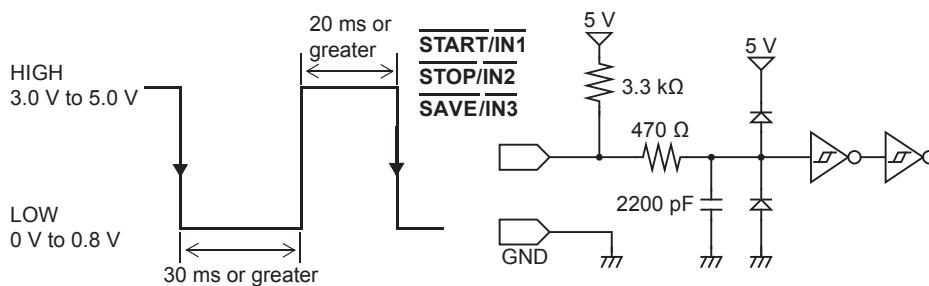 20 ms or
greater
HIGH
3.0 V to 5.0 V
LOW
0 V to 0.8 V
30 ms or greater
START/IN1
STOP/IN2
SAVE/IN3
5 V
3.3 kΩ
470 Ω
5 V
2200 pF
GND